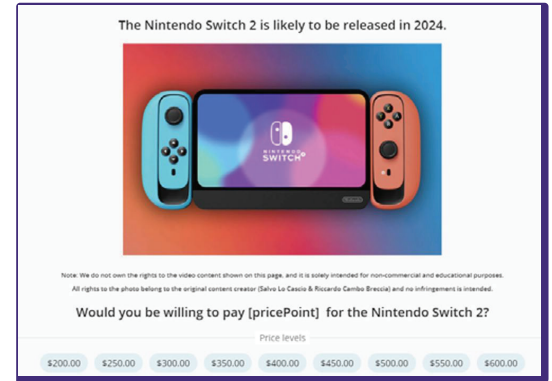 The Nintendo Switch 2 is likely to be released in 2024.
NINTENDO
SWITCH
Nintendo
Note: We do not own the rights to the video content shown on this page, and it is solely intended for non-commercial and educational purposes.
All rights to the photo belong to the original content creator (Salvo Lo Cascio & Riccardo Cambo Breccia) and no infringement is intended.
Would you be willing to pay [pricePoint] for the Nintendo Switch 2?
Price levels
$200.00 $250.00 $300.00 $350.00 $400.00 $450.00 $500.00 $550.00 $600.00